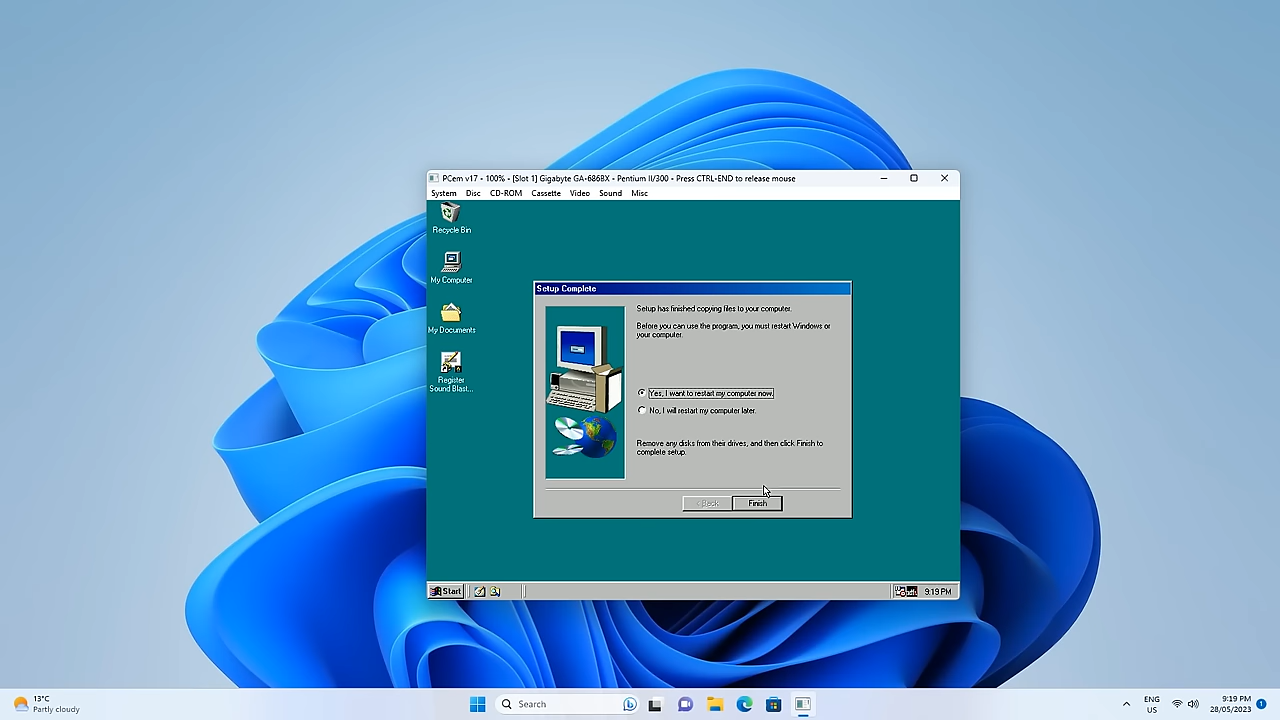 PCem v17 - 100% - [Slot 1] Gigabyte GA-686BX - Pentium II/300 - Press CTRL-END to release mouse
System Disc CD-ROM Cassette Video Sound Misc
Recycle Bin
My Computer
My Documents
Register
Sound Blast...
Setup Complete
Setup has finished copying files to your computer.
Before you can use the program, you must restart Windows or
your computer.
Yes, I want to restart my computer now.
No, I will restart my computer later.
Remove any disks from their drives, and then click Finish to
complete setup.
< Back Finish
Start
9:19 PM
13°C
Partly cloudy
Search
ENG
US
9:19 PM
28/05/2023
1